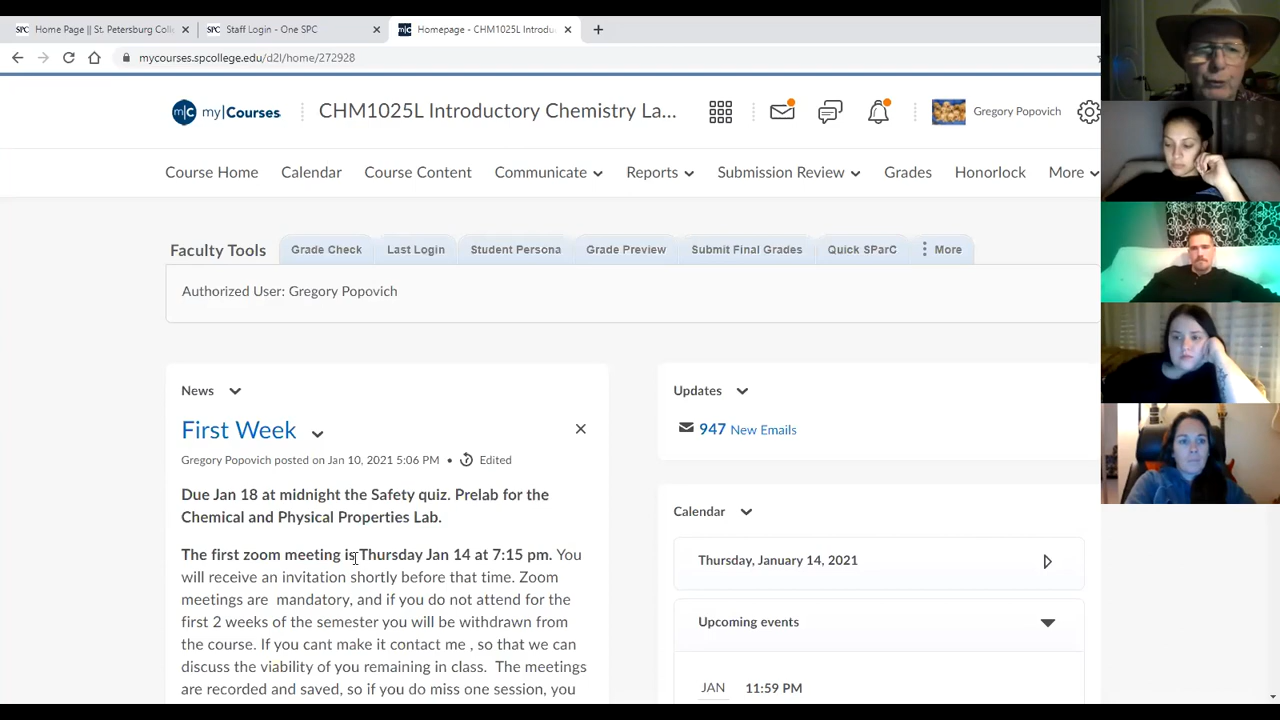 SPC Home Page || St. Petersburg Coll
SPC Staff Login - One SPC
m|C Homepage - CHM1025L Introdu
mycourses.spcollege.edu/d2l/home/272928
m|C my|Courses
CHM1025L Introductory Chemistry La...
Gregory Popovich
Course Home
Calendar
Course Content
Communicate
Reports
Submission Review
Grades
Honorlock
More
Faculty Tools
Grade Check
Last Login
Student Persona
Grade Preview
Submit Final Grades
Quick SParC
More
Authorized User: Gregory Popovich
News
First Week
Gregory Popovich posted on Jan 10, 2021 5:06 PM • Edited
Due Jan 18 at midnight the Safety quiz. Prelab for the
Chemical and Physical Properties Lab.
The first zoom meeting is Thursday Jan 14 at 7:15 pm. You
will receive an invitation shortly before that time. Zoom
meetings are mandatory, and if you do not attend for the
first 2 weeks of the semester you will be withdrawn from
the course. If you cant make it contact me , so that we can
discuss the viability of you remaining in class. The meetings
are recorded and saved, so if you do miss one session, you
Updates
947 New Emails
Calendar
Thursday, January 14, 2021
Upcoming events
JAN
11:59 PM